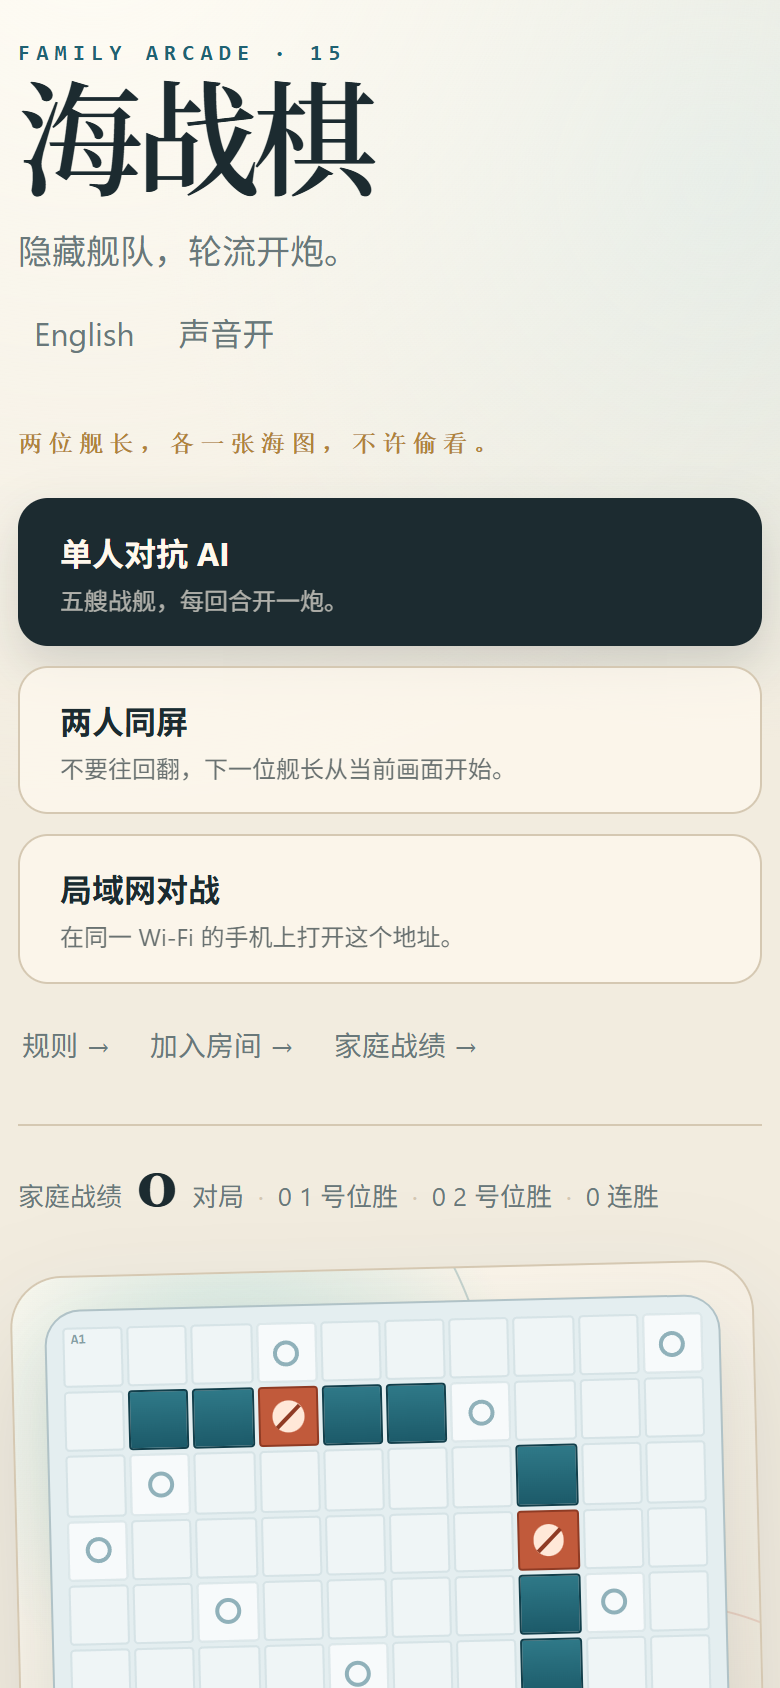 FAMILY ARCADE · 15
海战棋
隐藏舰队，轮流开炮。
English 声音开
两位舰长，各一张海图，不许偷看。
单人对抗 AI
五艘战舰，每回合开一炮。
两人同屏
不要往回翻，下一位舰长从当前画面开始。
局域网对战
在同一 Wi-Fi 的手机上打开这个地址。
规则 → 加入房间 → 家庭战绩 →
家庭战绩 0 对局 · 0 1 号位胜 · 0 2 号位胜 · 0 连胜
A1